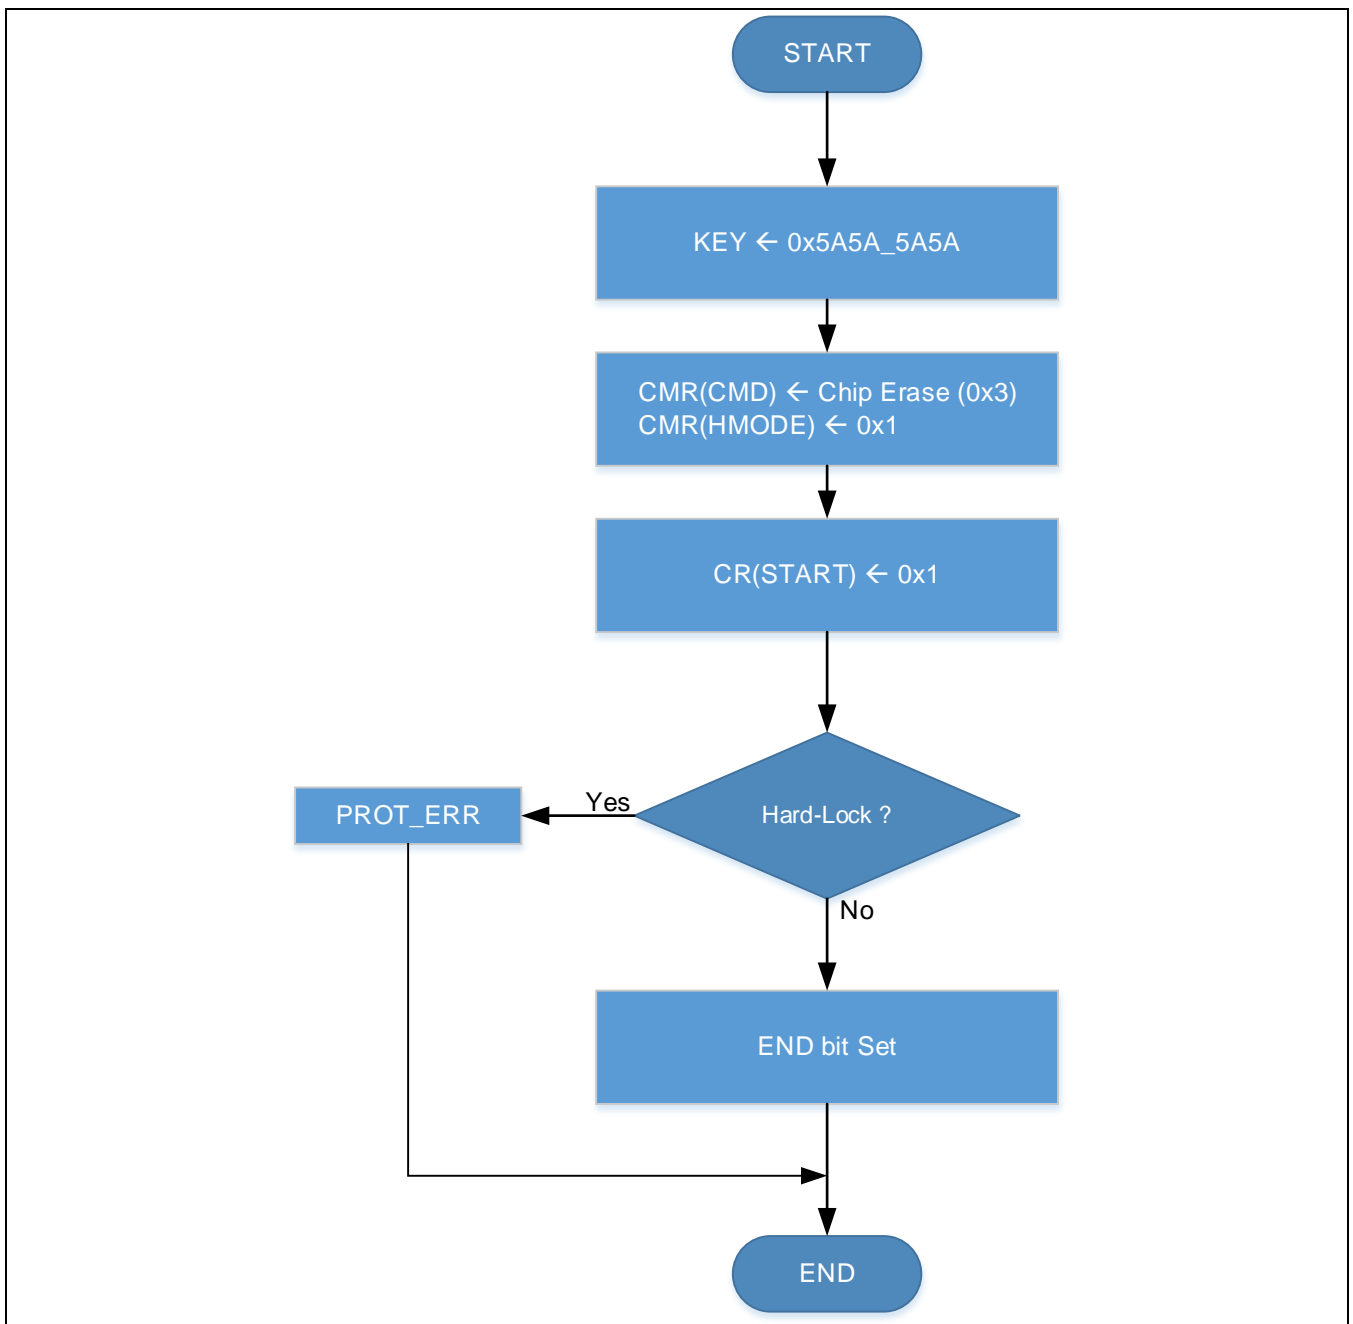 START
KEY ← 0x5A5A_5A5A
CMR(CMD) ← Chip Erase (0x3)
CMR(HMODE) ← 0x1
CR(START) ← 0x1
Hard-Lock ?
Yes
PROT_ERR
No
END bit Set
END